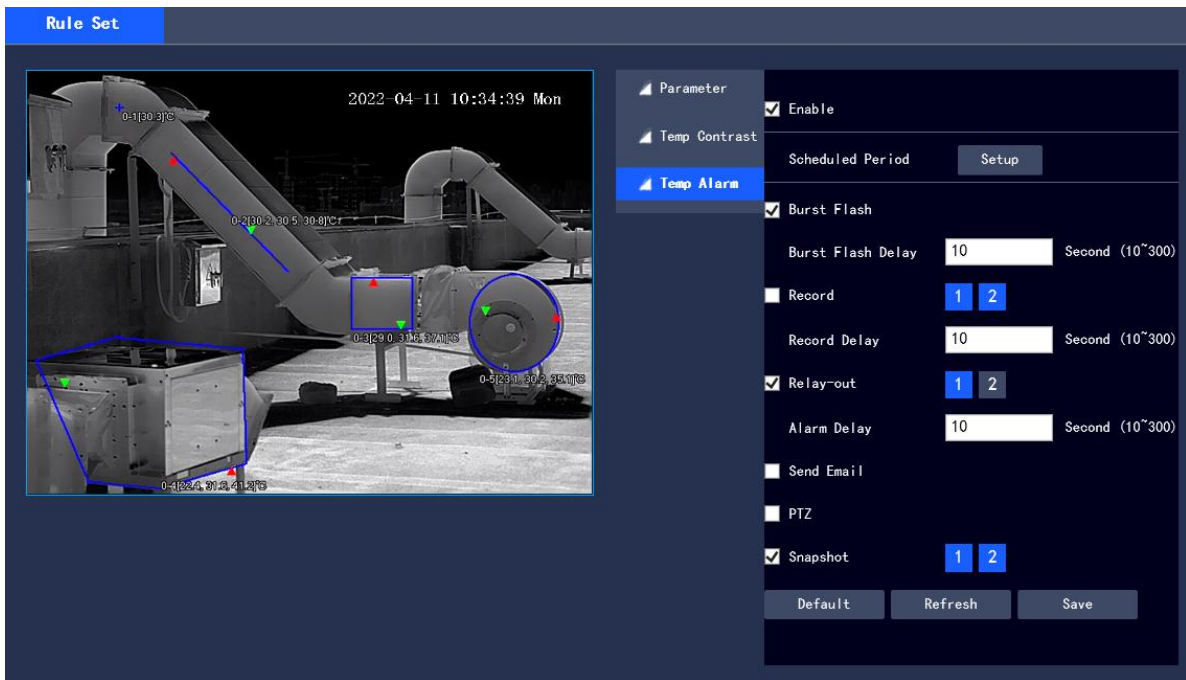 Rule Set
2022-04-11 10:34:39 Mon
0-1[30.3]℃
0-2[30.2, 30.5, 30.8]℃
0-3[29.0, 31.6, 37.1]℃
0-5[23.1, 30.2, 35.1]℃
0-4[22.4, 31.3, 41.2]℃
Parameter
Temp Contrast
Temp Alarm
Enable
Scheduled Period Setup
Burst Flash
Burst Flash Delay 10 Second (10~300)
Record 1 2
Record Delay 10 Second (10~300)
Relay-out 1 2
Alarm Delay 10 Second (10~300)
Send Email
PTZ
Snapshot 1 2
Default Refresh Save